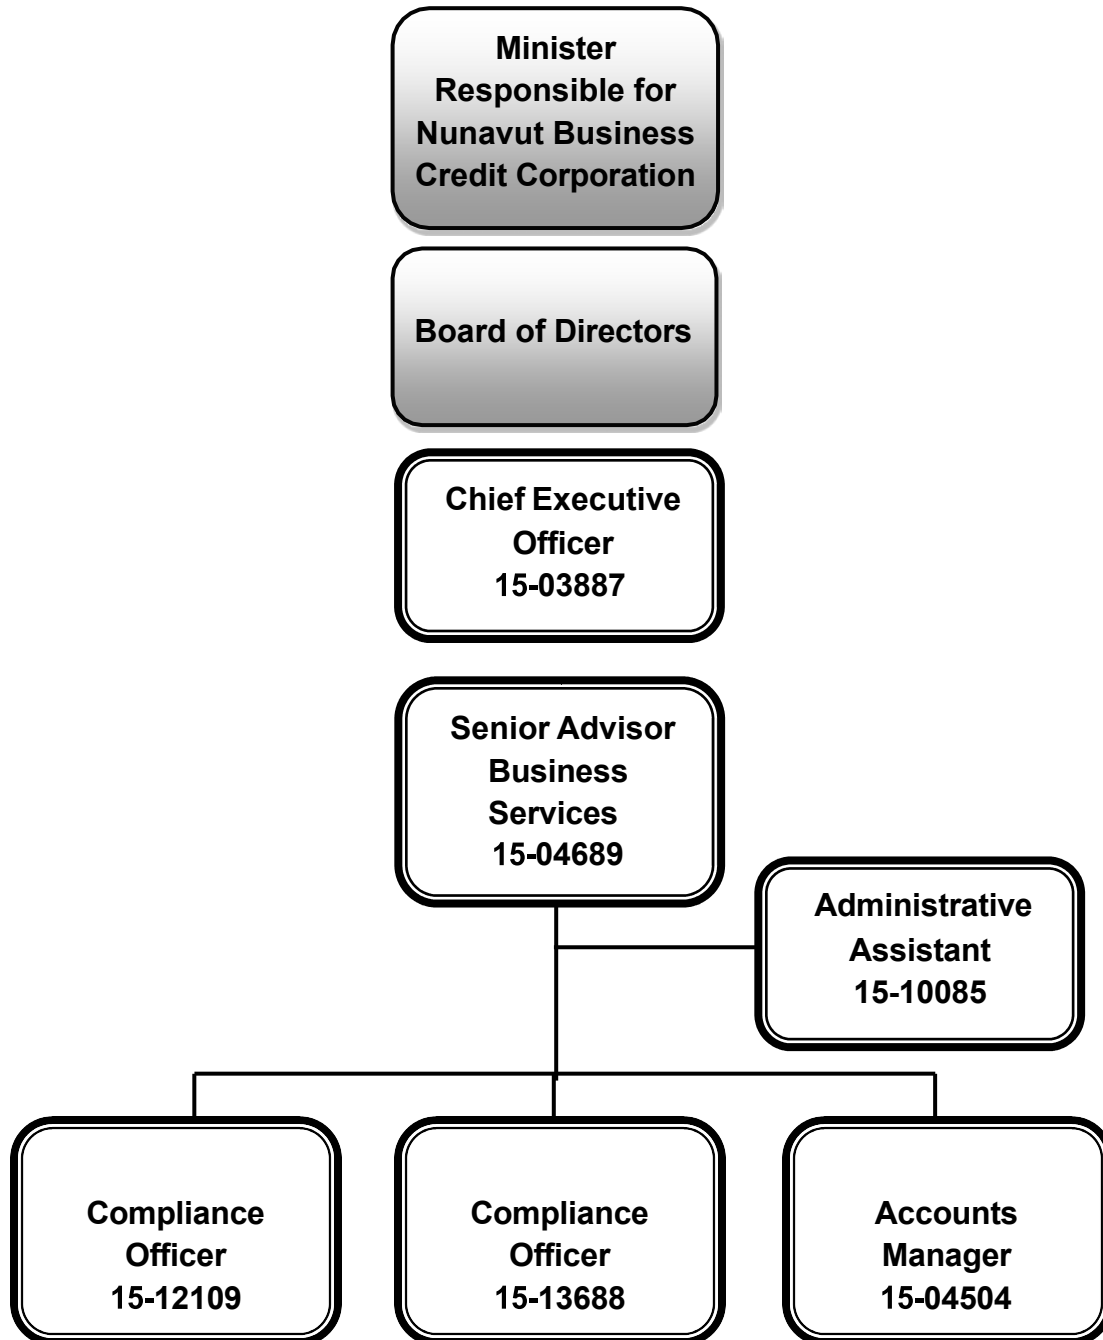 Minister
Responsible for
Nunavut Business
Credit Corporation
Board of Directors
Chief Executive
Officer
15-03887
Senior Advisor
Business
Services
15-04689
Administrative
Assistant
15-10085
Compliance
Officer
15-12109
Compliance
Officer
15-13688
Accounts
Manager
15-04504